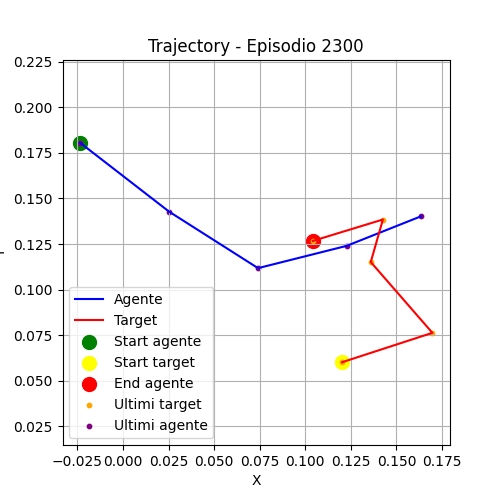 Trajectory - Episodio 2300
0.225
0.200
0.175
0.150
0.125
0.100
0.075
0.050
0.025
Agente
Target
Start agente
Start target
End agente
Ultimi target
Ultimi agente
−0.025 0.000 0.025 0.050 0.075 0.100 0.125 0.150 0.175
X